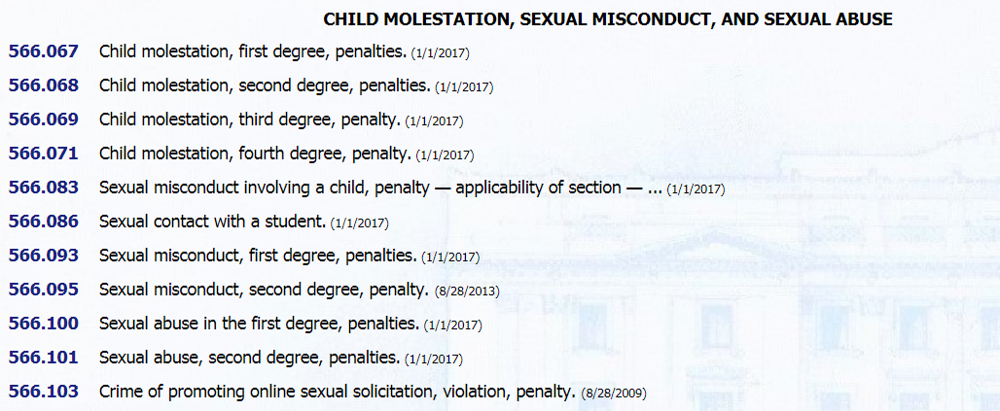 CHILD MOLESTATION, SEXUAL MISCONDUCT, AND SEXUAL ABUSE
566.067 Child molestation, first degree, penalties. (1/1/2017)
566.068 Child molestation, second degree, penalties. (1/1/2017)
566.069 Child molestation, third degree, penalty. (1/1/2017)
566.071 Child molestation, fourth degree, penalty. (1/1/2017)
566.083 Sexual misconduct involving a child, penalty — applicability of section — ... (1/1/2017)
566.086 Sexual contact with a student. (1/1/2017)
566.093 Sexual misconduct, first degree, penalties. (1/1/2017)
566.095 Sexual misconduct, second degree, penalty. (8/28/2013)
566.100 Sexual abuse in the first degree, penalties. (1/1/2017)
566.101 Sexual abuse, second degree, penalties. (1/1/2017)
566.103 Crime of promoting online sexual solicitation, violation, penalty. (8/28/2009)